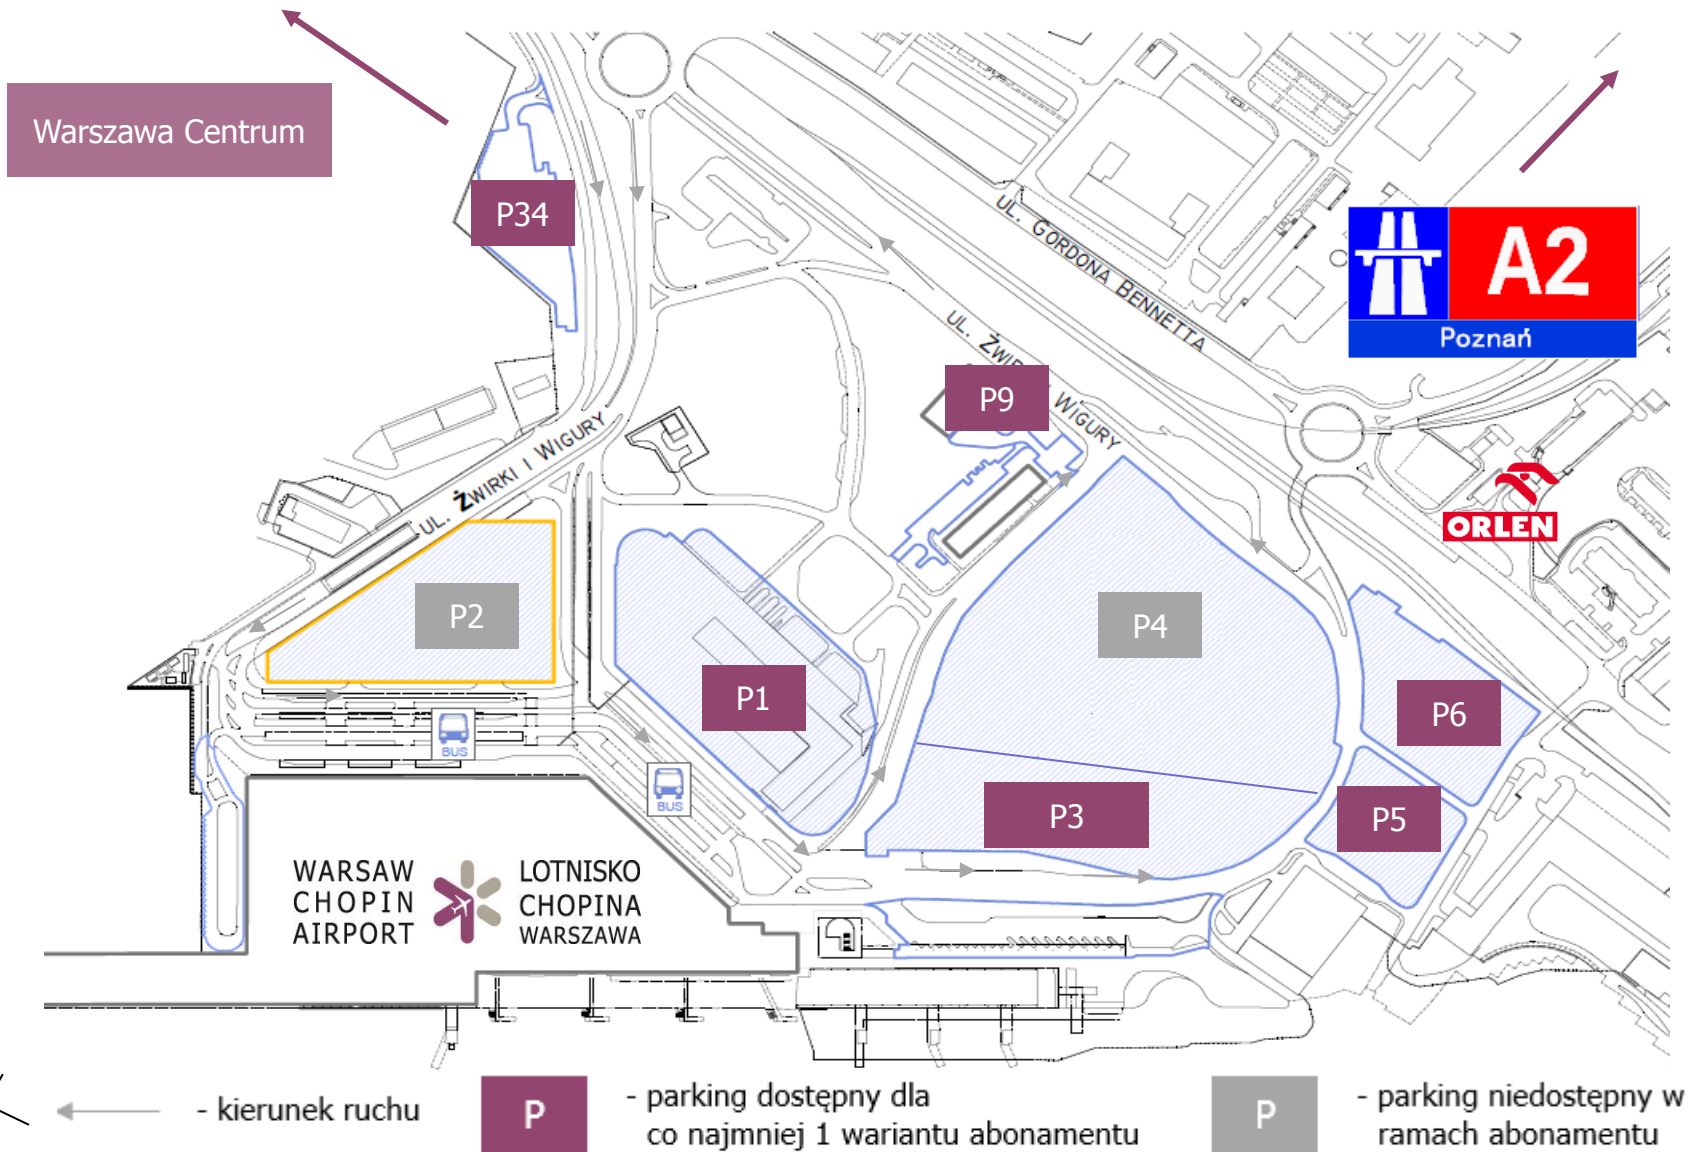 Warszawa Centrum
P34
UL. GORDONA BENNETTA
A2
Poznań
UL. ŻWIRKI I WIGURY
P9
ORLEN
UL. ŻWIRKI I WIGURY
P2
P4
P1
P6
BUS
BUS
P3
P5
WARSAW
CHOPIN
AIRPORT
LOTNISKO
CHOPINA
WARSZAWA
- kierunek ruchu
P
- parking dostępny dla
co najmniej 1 wariantu abonamentu
P
- parking niedostępny w
ramach abonamentu